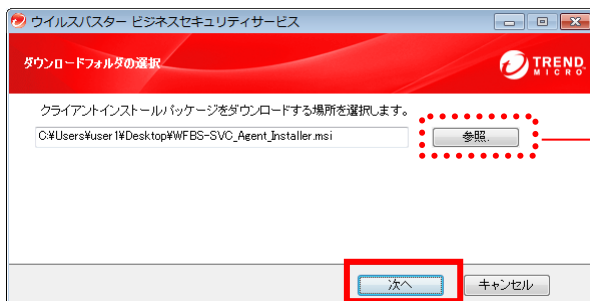 ウイルスバスター ビジネスセキュリティサービス
ダウンロードフォルダの選択
TREND
MICRO
クライアントインストールパッケージをダウンロードする場所を選択します。
C:¥Users¥user1¥Desktop¥WFBS-SVC_Agent_Installer.msi
参照.
次へ
キャンセル